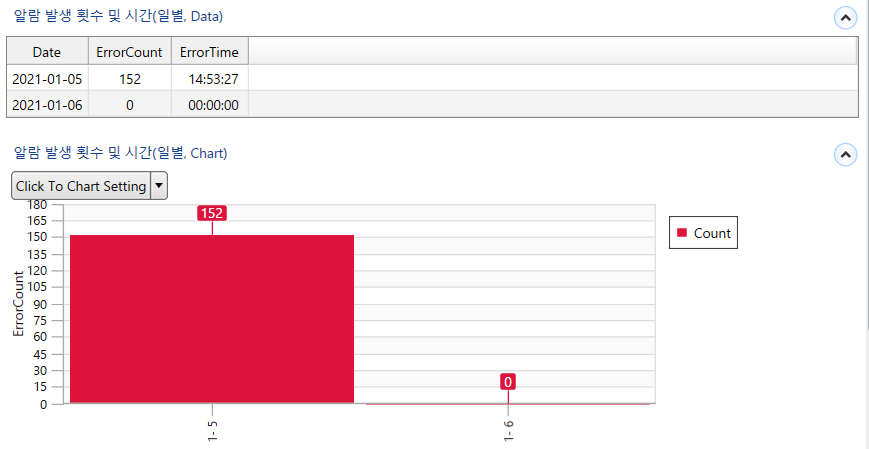 알람 발생 횟수 및 시간(일별, Data)
Date ErrorCount ErrorTime
2021-01-05 152 14:53:27
2021-01-06 0 00:00:00
알람 발생 횟수 및 시간(일별, Chart)
Click To Chart Setting
180
165
150
135
120
105
90
75
60
45
30
15
0
ErrorCount
152
0
1- 5
1- 6
Count